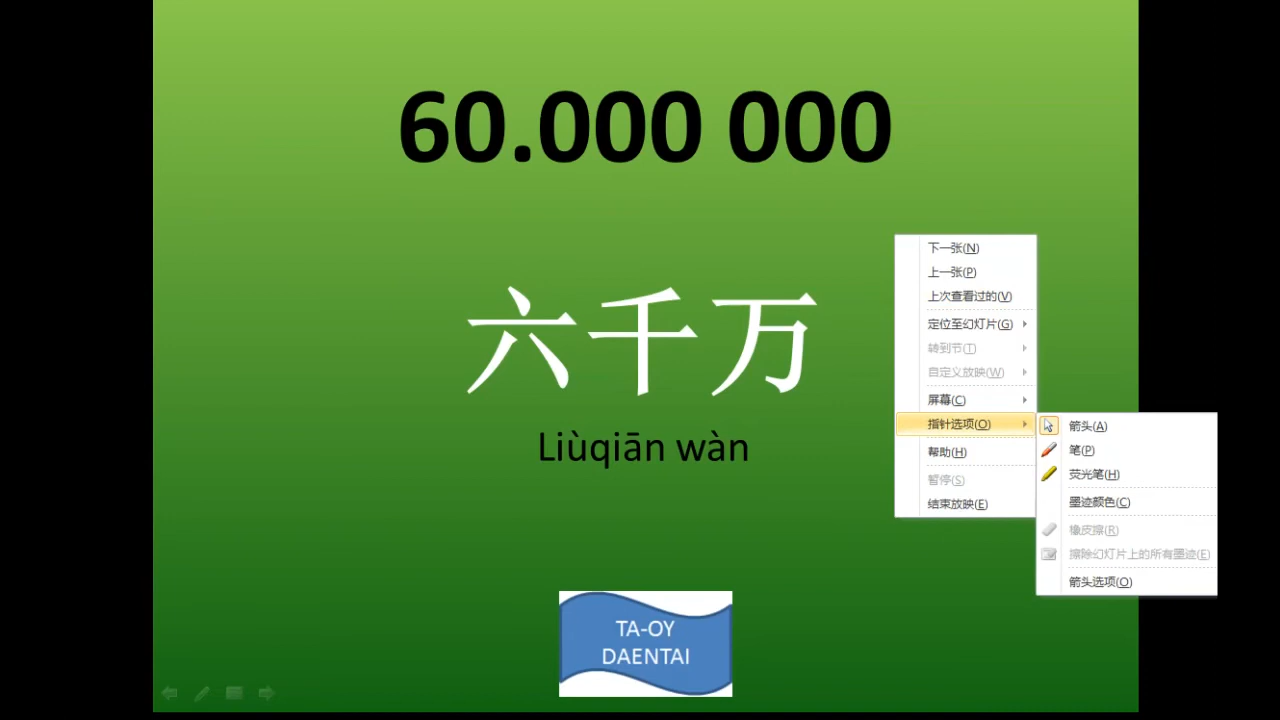 60.000 000
六千万
Liùqiān wàn
TA-OY
DAENTAI
下一张(N)
上一张(P)
上次查看过的(V)
定位至幻灯片(G)
转到节(T)
自定义放映(W)
屏幕(C)
指针选项(O)
帮助(H)
暂停(S)
结束放映(E)
箭头(A)
笔(P)
荧光笔(H)
墨迹颜色(C)
橡皮擦(R)
擦除幻灯片上的所有墨迹(E)
箭头选项(O)